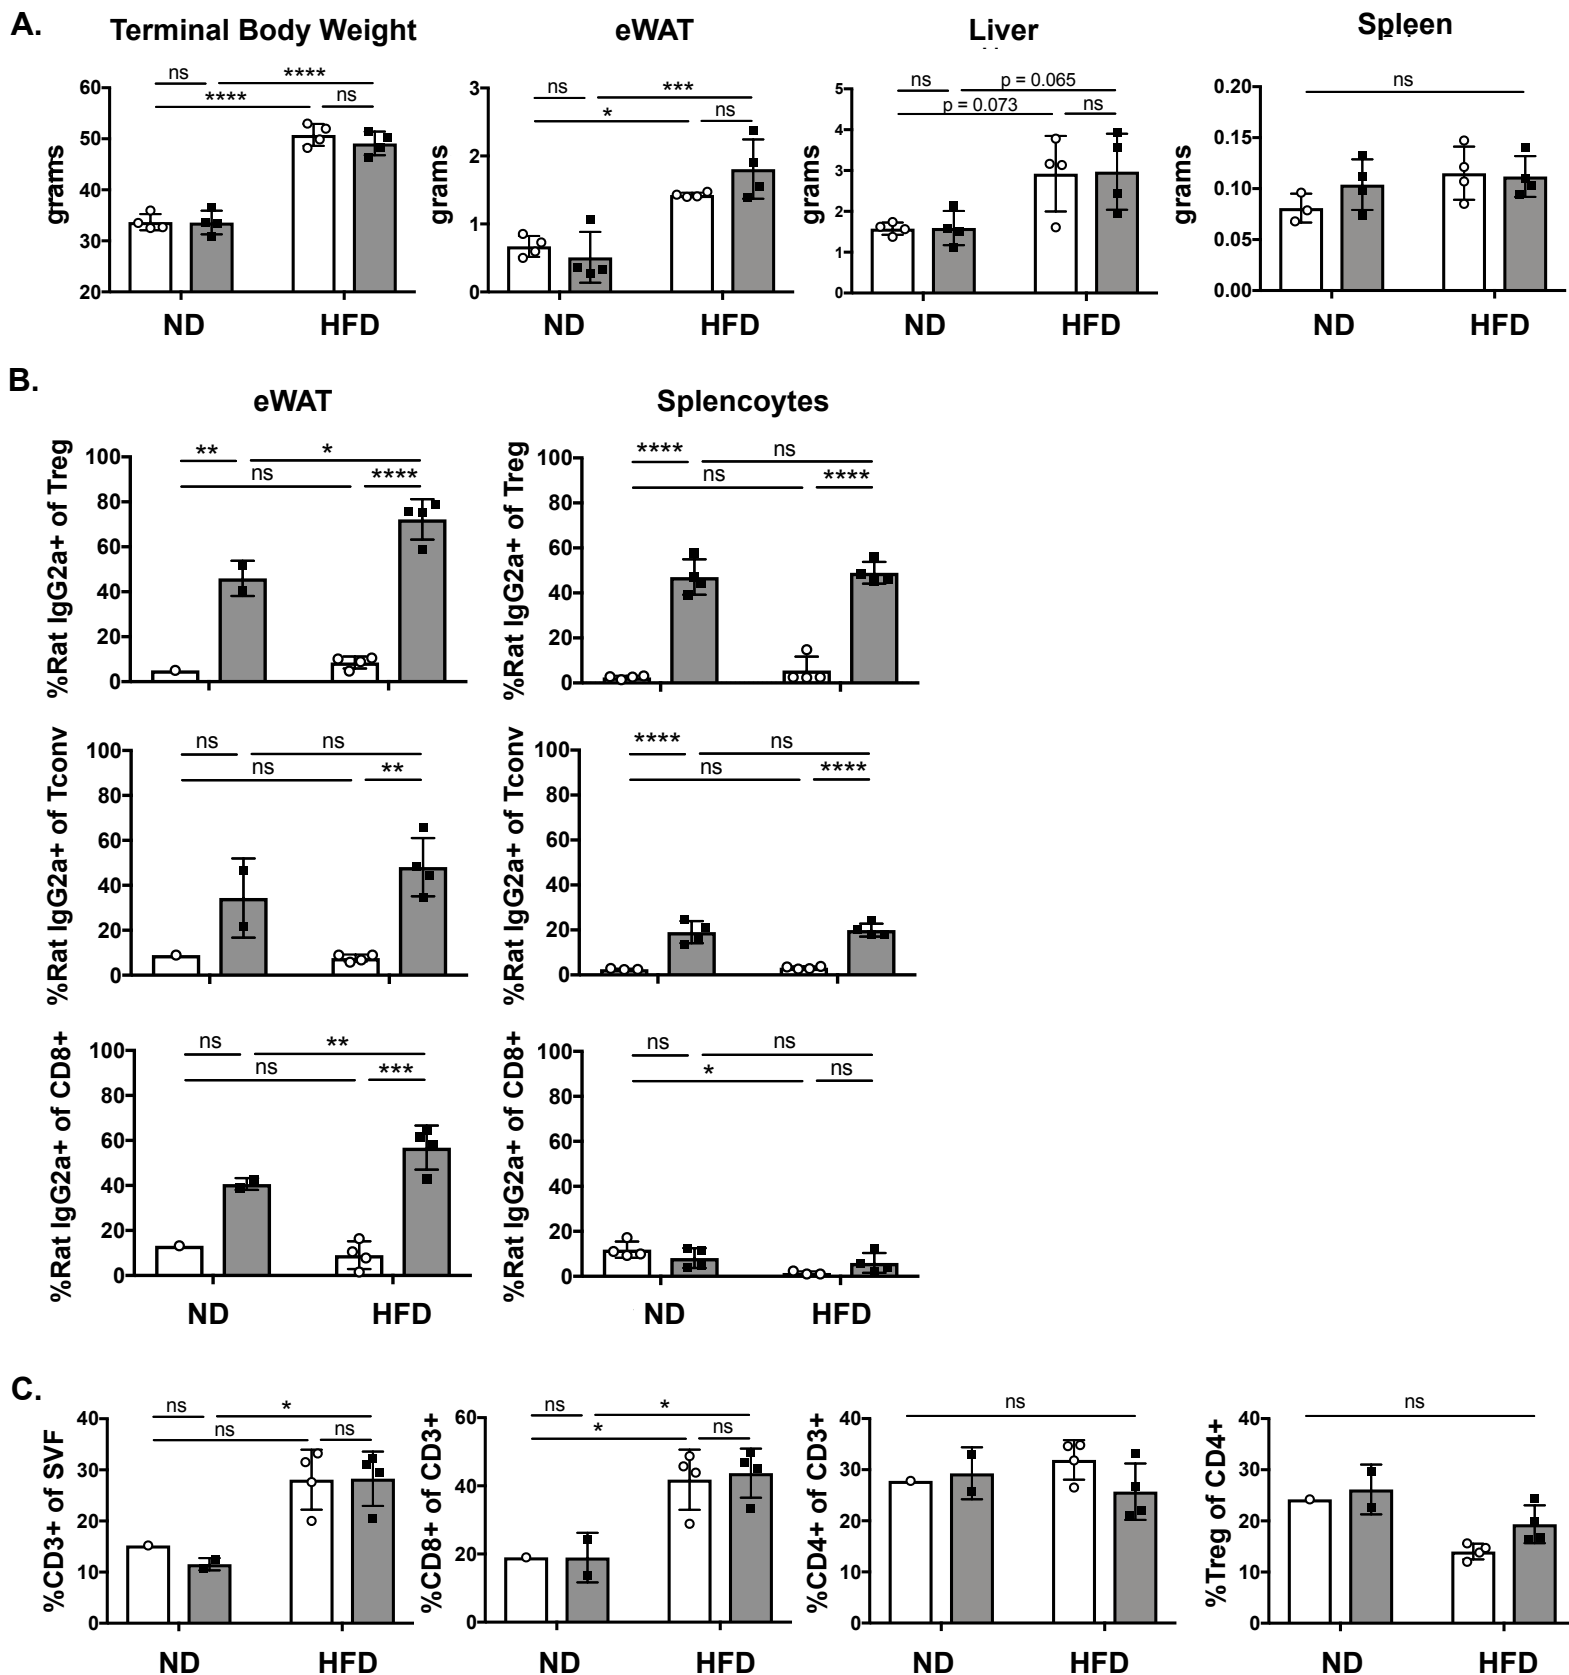 A.
Terminal Body Weight
eWAT
Liver
Spleen
grams
60
50
40
30
20
ns
****
****
ns
ND
HFD
grams
3
2
1
0
ns
***
*
ns
ND
HFD
grams
5
4
3
2
1
0
ns
p = 0.065
p = 0.073
ns
ND
HFD
grams
0.20
0.15
0.10
0.05
0.00
ns
ND
HFD
B.
eWAT
Splencoytes
%Rat IgG2a+ of Treg
100
80
60
40
20
0
**
*
ns
****
%Rat IgG2a+ of Treg
100
80
60
40
20
0
****
ns
ns
****
%Rat IgG2a+ of Tconv
100
80
60
40
20
0
ns
ns
ns
**
%Rat IgG2a+ of Tconv
100
80
60
40
20
0
****
ns
ns
****
%Rat IgG2a+ of CD8+
100
80
60
40
20
0
ns
**
ns
***
ND
HFD
%Rat IgG2a+ of CD8+
100
80
60
40
20
0
ns
ns
*
ns
ND
HFD
C.
%CD3+ of SVF
40
30
20
10
0
ns
*
ns
ns
ND
HFD
%CD8+ of CD3+
60
40
20
0
ns
*
*
ns
ND
HFD
%CD4+ of CD3+
40
30
20
10
0
ns
ND
HFD
%Treg of CD4+
40
30
20
10
0
ns
ND
HFD